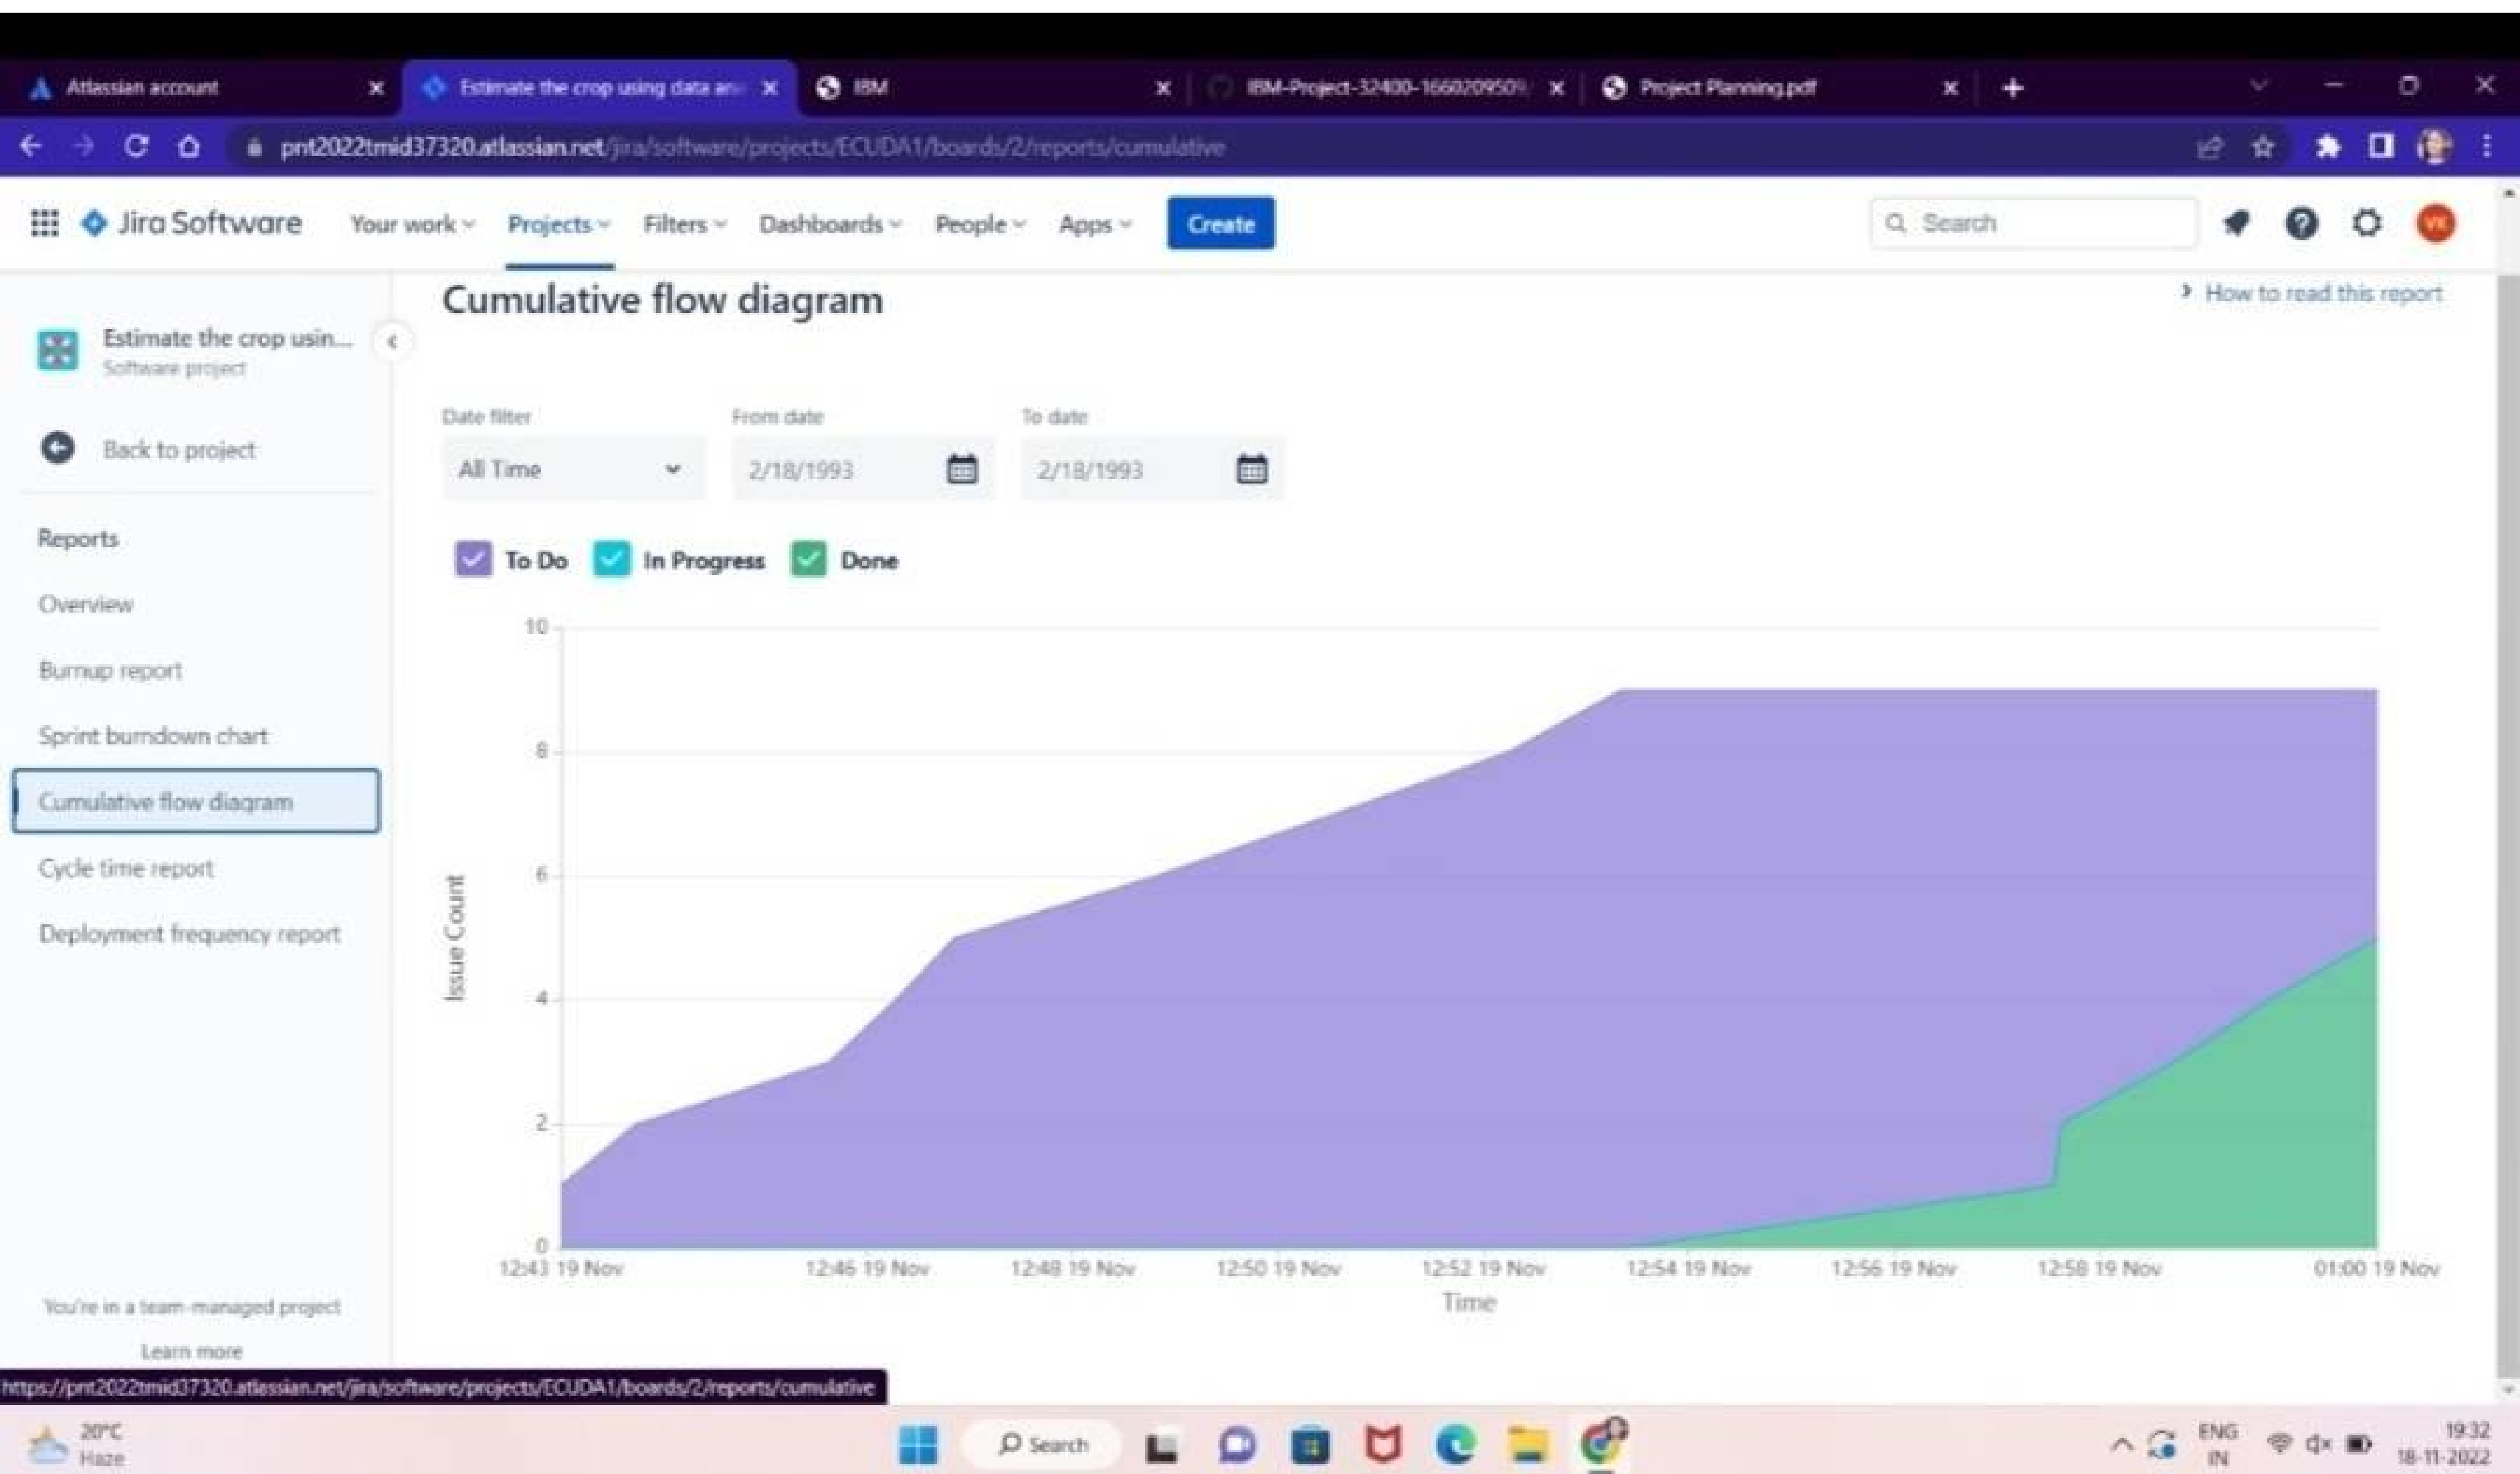 Atlassian account
Estimate the crop using data an
IBM
IBM-Project-32400-1660209509
Project Planning.pdf
pnt2022tmid37320.atlassian.net/jira/software/projects/ECUDA1/boards/2/reports/cumulative
Jira Software Your work Projects Filters Dashboards People Apps Create
Search
VK
Estimate the crop usin...
Software project
Back to project
Reports
Overview
Burnup report
Sprint burndown chart
Cumulative flow diagram
Cycle time report
Deployment frequency report
You're in a team-managed project
Learn more
Cumulative flow diagram
How to read this report
Date filter From date To date
All Time 2/18/1993 2/18/1993
To Do In Progress Done
Issue Count
10
8
6
4
2
0
12:43 19 Nov 12:46 19 Nov 12:48 19 Nov 12:50 19 Nov 12:52 19 Nov 12:54 19 Nov 12:56 19 Nov 12:58 19 Nov 01:00 19 Nov
Time
https://pnt2022tmid37320.atlassian.net/jira/software/projects/ECUDA1/boards/2/reports/cumulative
20°C
Haze
Search
ENG
IN
19:32
18-11-2022